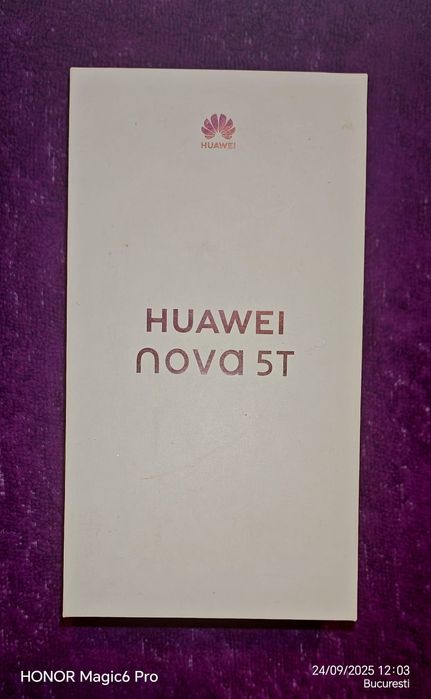 HUAWEI
HUAWEI
nova 5T
HONOR Magic6 Pro
24/09/2025 12:03
Bucuresti